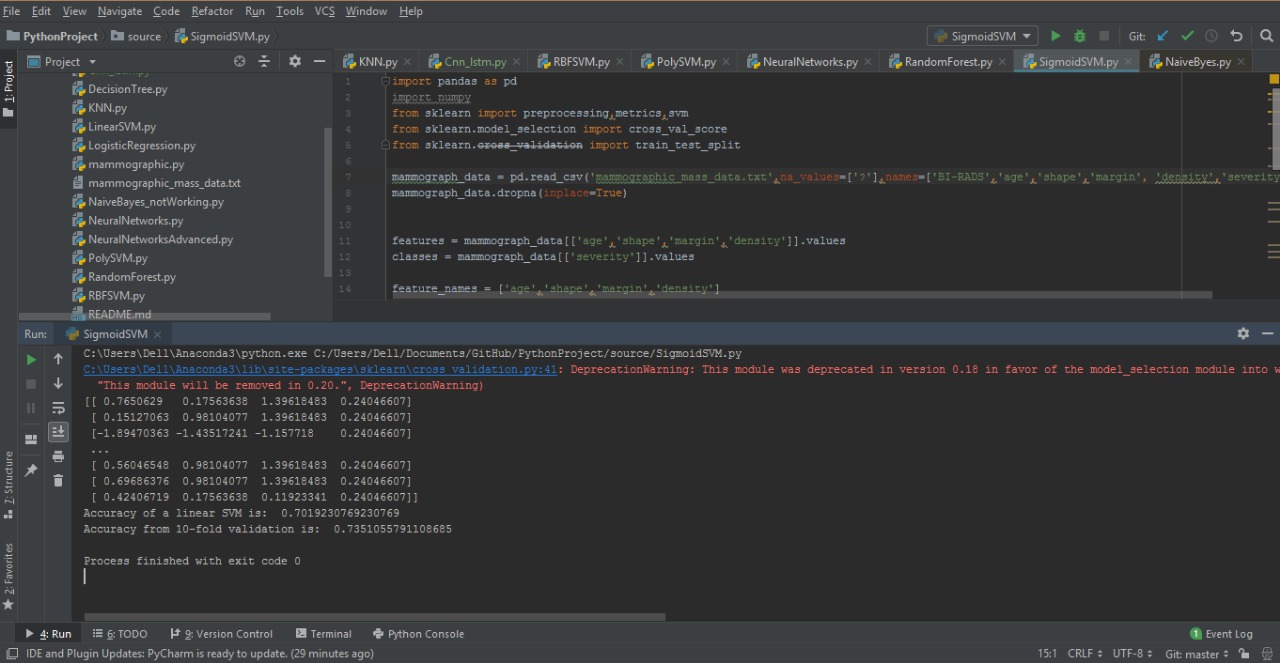 File Edit View Navigate Code Refactor Run Tools VCS Window Help
PythonProject source SigmoidSVM.py SigmoidSVM Git:
Project KNN.py Cnn_lstm.py RBFSVM.py PolySVM.py NeuralNetworks.py RandomForest.py SigmoidSVM.py NaiveByes.py
1: Project
DecisionTree.py
KNN.py
LinearSVM.py
LogisticRegression.py
mammographic.py
mammographic_mass_data.txt
NaiveBayes_notWorking.py
NeuralNetworks.py
NeuralNetworksAdvanced.py
PolySVM.py
RandomForest.py
RBFSVM.py
README.md
1 import pandas as pd
2 import numpy
3 from sklearn import preprocessing,metrics,svm
4 from sklearn.model_selection import cross_val_score
5 from sklearn.cross_validation import train_test_split
6
7 mammograph_data = pd.read_csv('mammographic_mass_data.txt',na_values=['?'],names=['BI-RADS','age','shape','margin', 'density','severity
8 mammograph_data.dropna(inplace=True)
9
10
11 features = mammograph_data[['age','shape','margin','density']].values
12 classes = mammograph_data[['severity']].values
13
14 feature_names = ['age','shape','margin','density']
Run: SigmoidSVM
C:\Users\Dell\Anaconda3\python.exe C:/Users/Dell/Documents/GitHub/PythonProject/source/SigmoidSVM.py
C:\Users\Dell\Anaconda3\lib\site-packages\sklearn\cross_validation.py:41: DeprecationWarning: This module was deprecated in version 0.18 in favor of the model_selection module into w
"This module will be removed in 0.20.", DeprecationWarning)
[[ 0.7650629 0.17563638 1.39618483 0.24046607]
[ 0.15127063 0.98104077 1.39618483 0.24046607]
[-1.89470363 -1.43517241 -1.157718 0.24046607]
...
[ 0.56046548 0.98104077 1.39618483 0.24046607]
[ 0.69686376 0.98104077 1.39618483 0.24046607]
[ 0.42406719 0.17563638 0.11923341 0.24046607]]
Accuracy of a linear SVM is: 0.7019230769230769
Accuracy from 10-fold validation is: 0.7351055791108685
Process finished with exit code 0
7: Structure
2: Favorites
4: Run 6: TODO 9: Version Control Terminal Python Console 1 Event Log
IDE and Plugin Updates: PyCharm is ready to update. (29 minutes ago) 15:1 CRLF UTF-8 Git: master